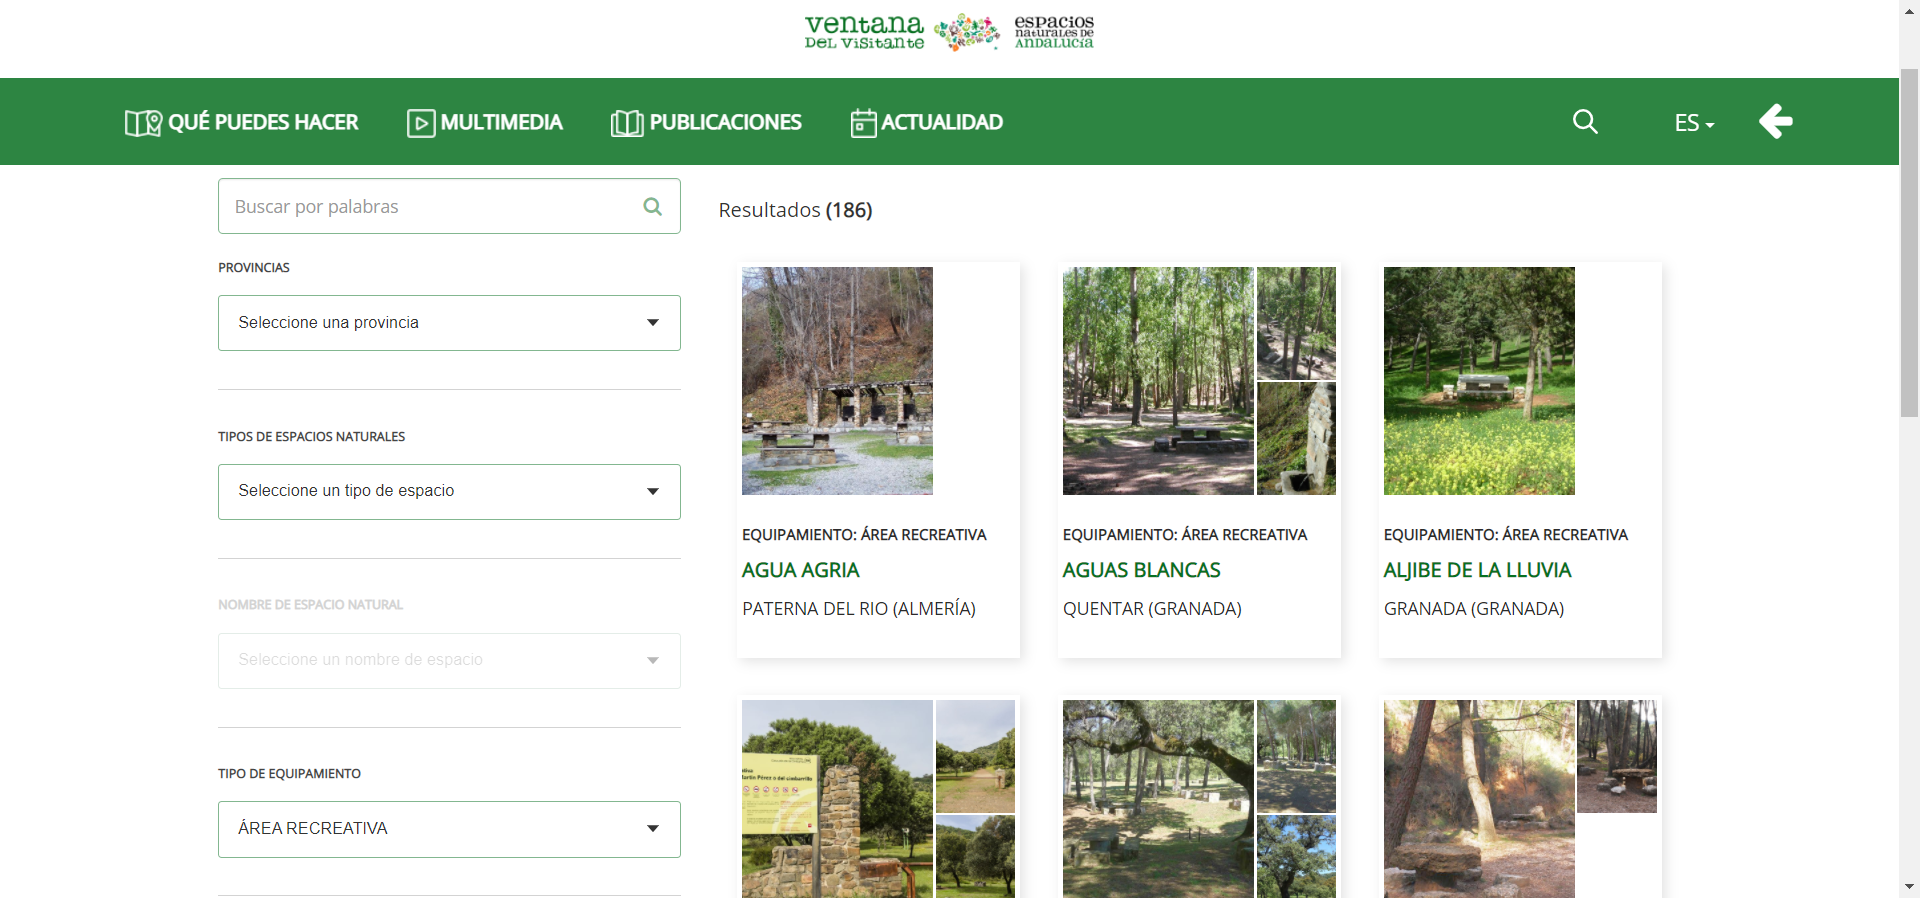 ventana
DEL VISITANTE
ESPACIOS
NATURALES DE
ANDALUCÍA
QUÉ PUEDES HACER
MULTIMEDIA
PUBLICACIONES
ACTUALIDAD
ES
Buscar por palabras
Resultados (186)
PROVINCIAS
Seleccione una provincia
TIPOS DE ESPACIOS NATURALES
Seleccione un tipo de espacio
NOMBRE DE ESPACIO NATURAL
Seleccione un nombre de espacio
TIPO DE EQUIPAMIENTO
ÁREA RECREATIVA
EQUIPAMIENTO: ÁREA RECREATIVA
AGUA AGRIA
PATERNA DEL RIO (ALMERÍA)
EQUIPAMIENTO: ÁREA RECREATIVA
AGUAS BLANCAS
QUENTAR (GRANADA)
EQUIPAMIENTO: ÁREA RECREATIVA
ALJIBE DE LA LLUVIA
GRANADA (GRANADA)